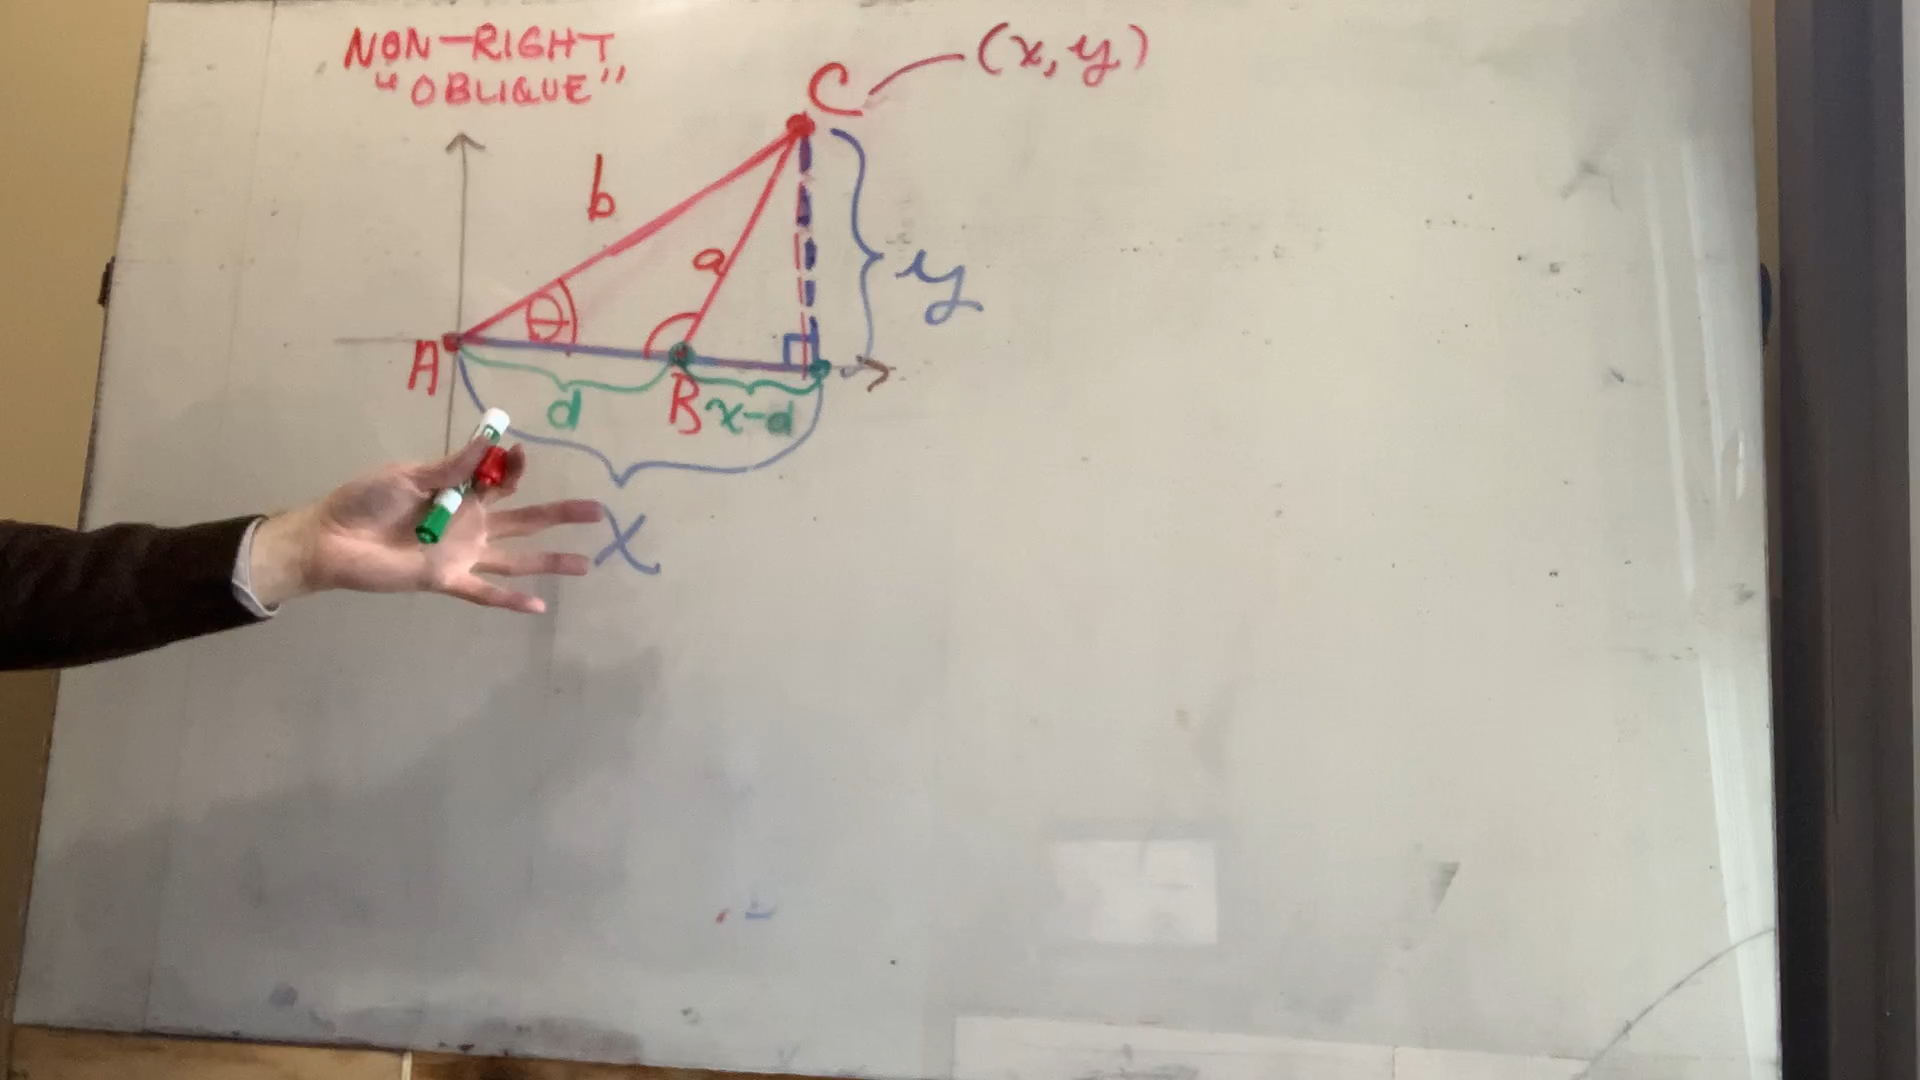 NON-RIGHT
"OBLIQUE"
C
(x, y)
b
a
y
θ
A
B
d
x-d
x